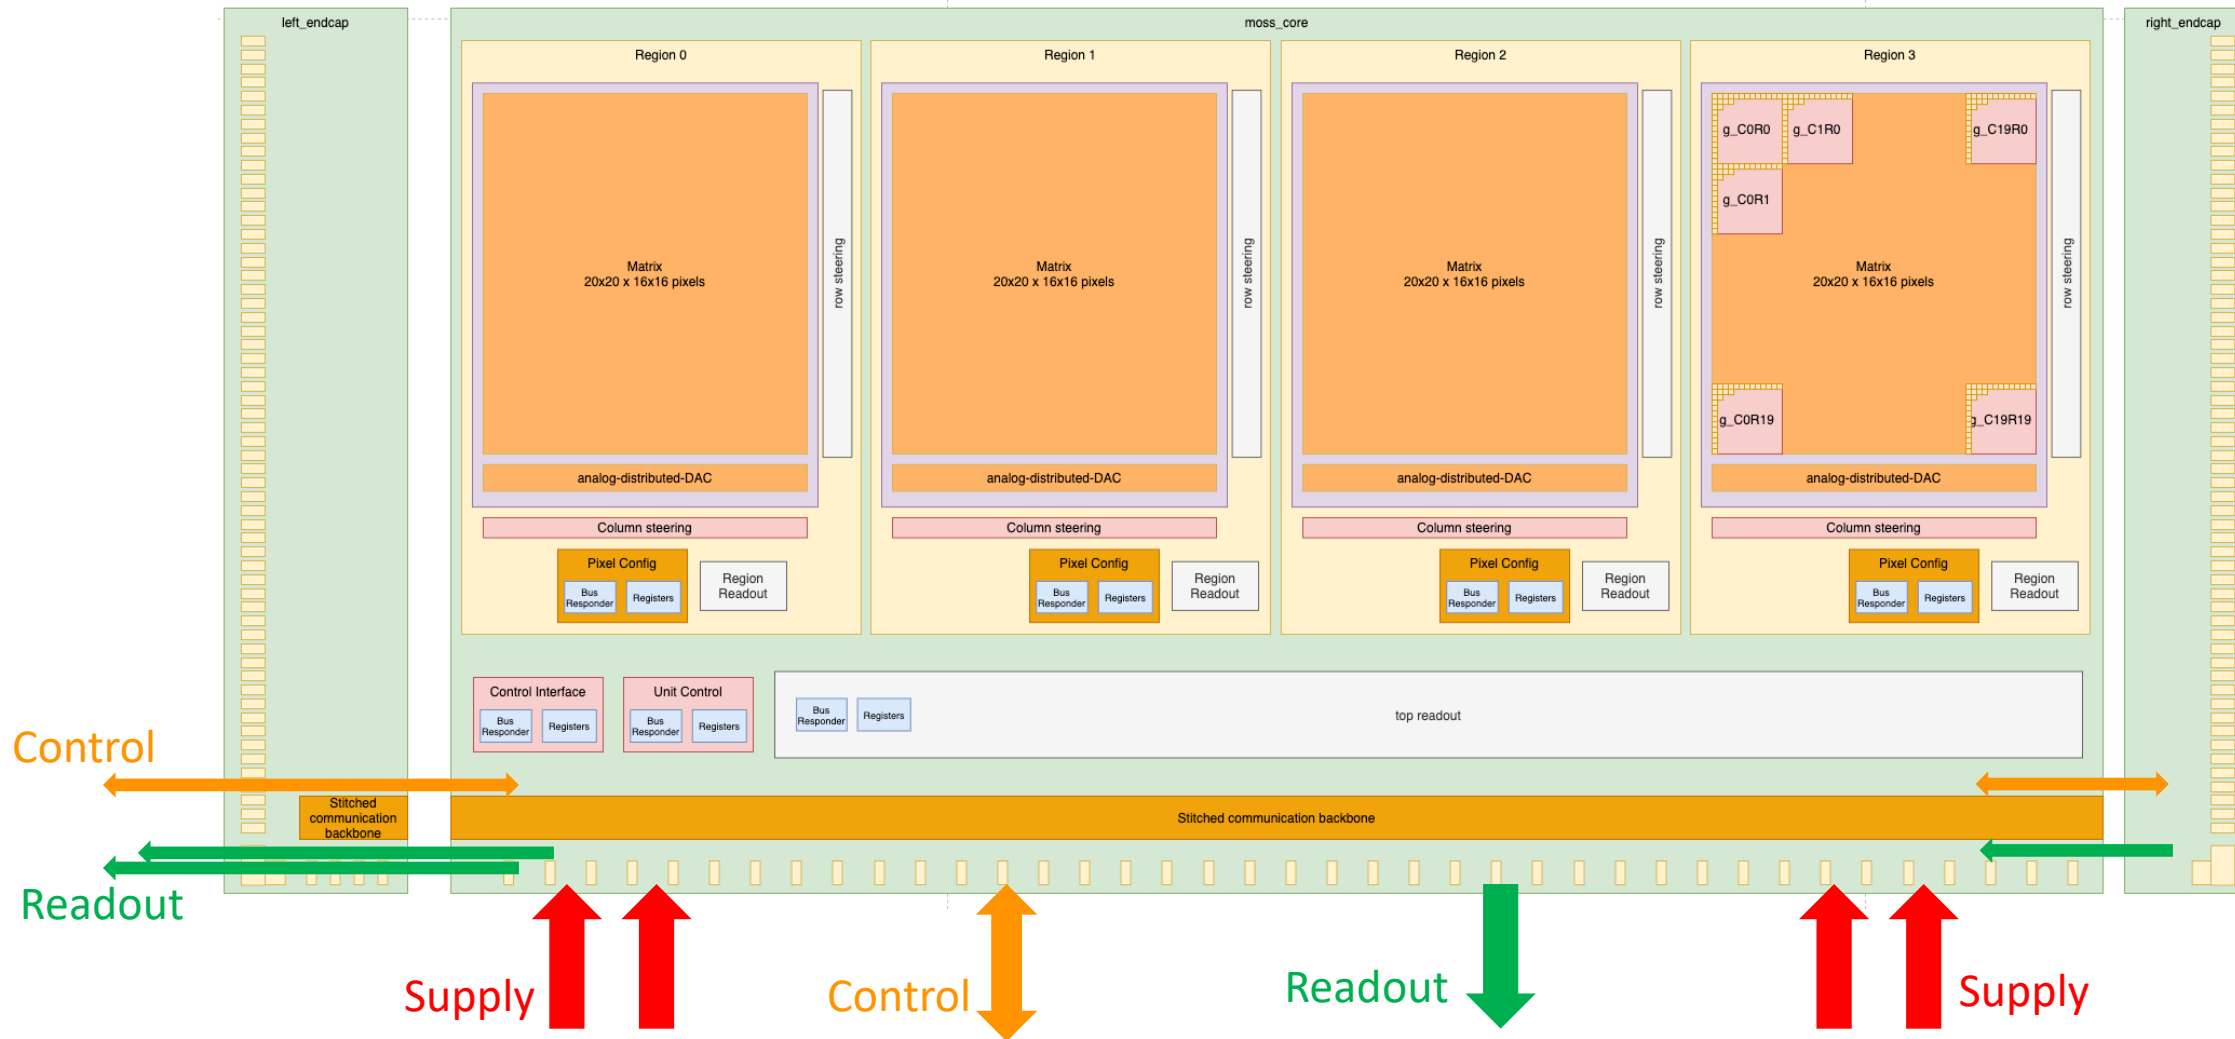 left_endcap
moss_core
right_endcap
Region 0
Region 1
Region 2
Region 3
Matrix
20x20 x 16x16 pixels
row steering
analog-distributed-DAC
Column steering
Pixel Config
Bus
Responder
Registers
Region
Readout
Matrix
20x20 x 16x16 pixels
row steering
analog-distributed-DAC
Column steering
Pixel Config
Bus
Responder
Registers
Region
Readout
Matrix
20x20 x 16x16 pixels
row steering
analog-distributed-DAC
Column steering
Pixel Config
Bus
Responder
Registers
Region
Readout
g_C0R0
g_C1R0
g_C19R0
g_C0R1
Matrix
20x20 x 16x16 pixels
g_C0R19
g_C19R19
row steering
analog-distributed-DAC
Column steering
Pixel Config
Bus
Responder
Registers
Region
Readout
Control Interface
Bus
Responder
Registers
Unit Control
Bus
Responder
Registers
Bus
Responder
Registers
top readout
Control
Stitched
communication
backbone
Stitched communication backbone
Readout
Supply
Control
Readout
Supply